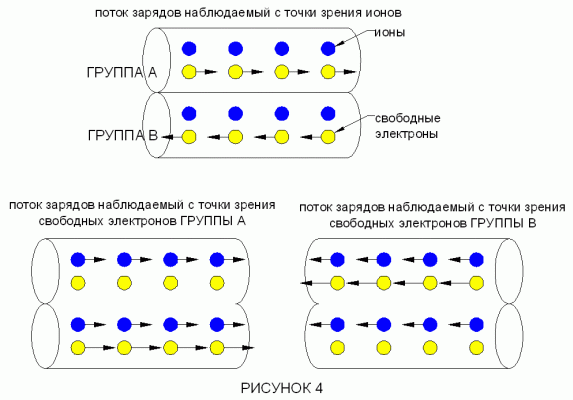 поток зарядов наблюдаемый с точки зрения ионов
ионы
ГРУППА А
ГРУППА В
свободные
электроны
поток зарядов наблюдаемый с точки зрения
свободных электронов ГРУППЫ А
поток зарядов наблюдаемый с точки зрения
свободных электронов ГРУППЫ В
РИСУНОК 4